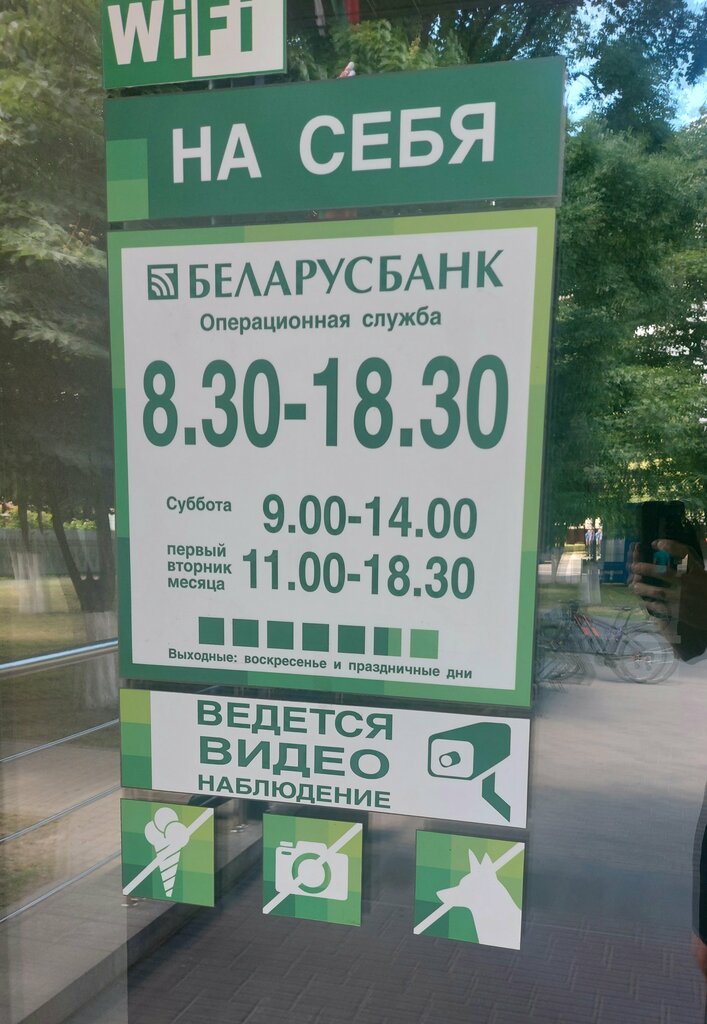 WiFi
НА СЕБЯ
БЕЛАРУСБАНК
Операционная служба
8.30-18.30
Суббота 9.00-14.00
первый
вторник 11.00-18.30
месяца
Выходные: воскресенье и праздничные дни
ВЕДЕТСЯ
ВИДЕО
НАБЛЮДЕНИЕ